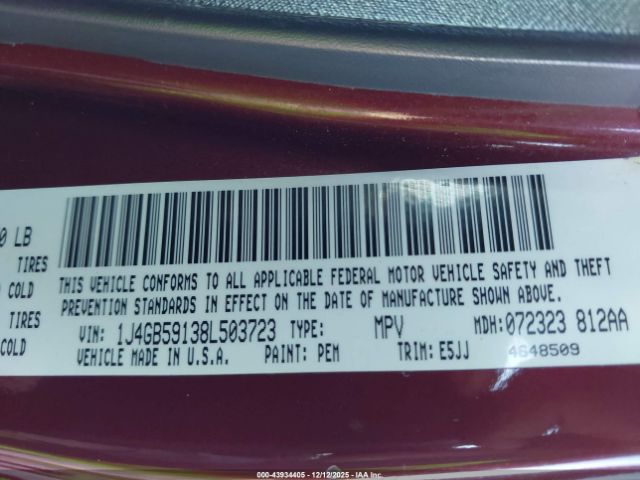 0 LB
TIRES
COLD
TIRES
COLD
THIS VEHICLE CONFORMS TO ALL APPLICABLE FEDERAL MOTOR VEHICLE SAFETY AND THEFT
PREVENTION STANDARDS IN EFFECT ON THE DATE OF MANUFACTURE SHOWN ABOVE.
VIN: 1J4GB59138L503723 TYPE: MPV MDH:072323 812AA
VEHICLE MADE IN U.S.A. PAINT: PEM TRIM: E5JJ 4648509
00-43934405 - 12/12/2025 - © IAA, Inc.